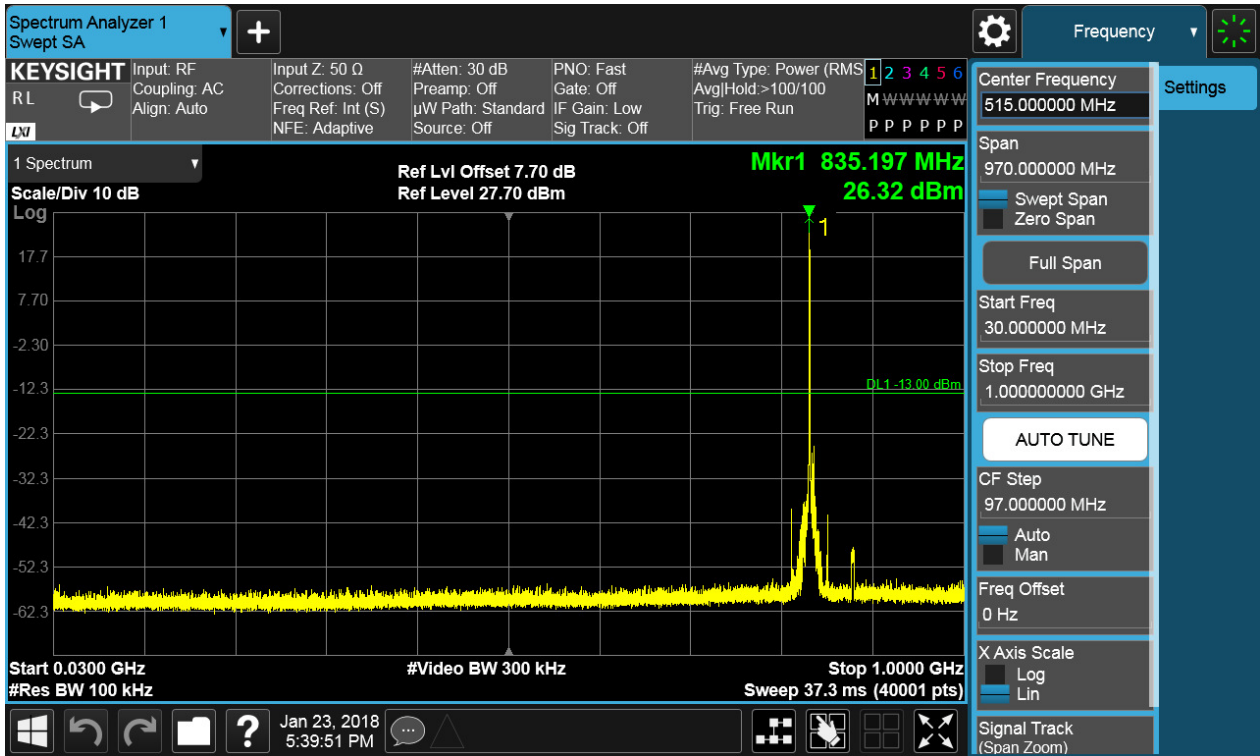 Spectrum Analyzer 1
Swept SA
Frequency
KEYSIGHT
R L
LXI
Input: RF
Coupling: AC
Align: Auto
Input Z: 50 Ω
Corrections: Off
Freq Ref: Int (S)
NFE: Adaptive
#Atten: 30 dB
Preamp: Off
µW Path: Standard
Source: Off
PNO: Fast
Gate: Off
IF Gain: Low
Sig Track: Off
#Avg Type: Power (RMS
Avg|Hold:>100/100
Trig: Free Run
1 2 3 4 5 6
M W W W W W
P P P P P P
1 Spectrum
Scale/Div 10 dB
Log
Ref Lvl Offset 7.70 dB
Ref Level 27.70 dBm
Mkr1 835.197 MHz
26.32 dBm
1
17.7
7.70
-2.30
-12.3
DL1 -13.00 dBm
-22.3
-32.3
-42.3
-52.3
-62.3
Start 0.0300 GHz
#Video BW 300 kHz
Stop 1.0000 GHz
#Res BW 100 kHz
Sweep 37.3 ms (40001 pts)
Jan 23, 2018
5:39:51 PM
Center Frequency
515.000000 MHz
Settings
Span
970.000000 MHz
Swept Span
Zero Span
Full Span
Start Freq
30.000000 MHz
Stop Freq
1.000000000 GHz
AUTO TUNE
CF Step
97.000000 MHz
Auto
Man
Freq Offset
0 Hz
X Axis Scale
Log
Lin
Signal Track
(Span Zoom)